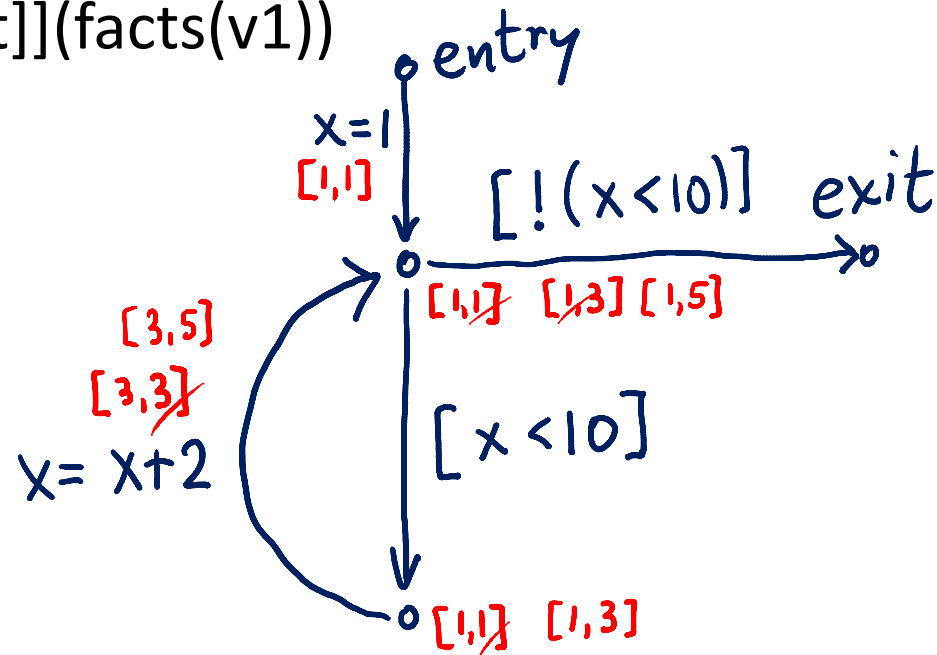 t]](facts(v1))
entry
x=1
[1,1]
[!(x<10)] exit
[1,1] [1,3] [1,5]
[3,5]
[3,3]
[x<10]
x= x+2
[1,1] [1,3]